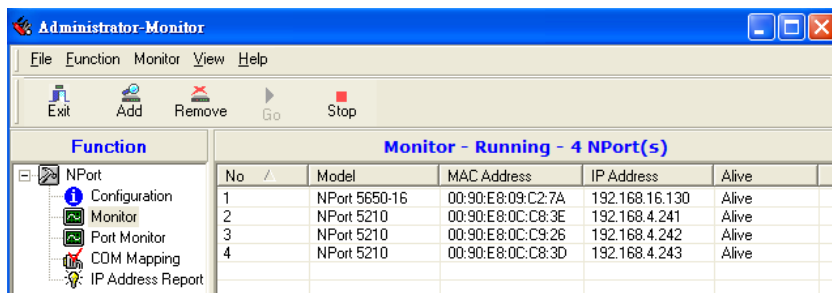 Administrator-Monitor
File Function Monitor View Help
Exit Add Remove Go Stop
Function
Monitor - Running - 4 NPort(s)
NPort
Configuration
Monitor
Port Monitor
COM Mapping
IP Address Report
No Model MAC Address IP Address Alive
1 NPort 5650-16 00:90:E8:09:C2:7A 192.168.16.130 Alive
2 NPort 5210 00:90:E8:0C:C8:3E 192.168.4.241 Alive
3 NPort 5210 00:90:E8:0C:C9:26 192.168.4.242 Alive
4 NPort 5210 00:90:E8:0C:C8:3D 192.168.4.243 Alive